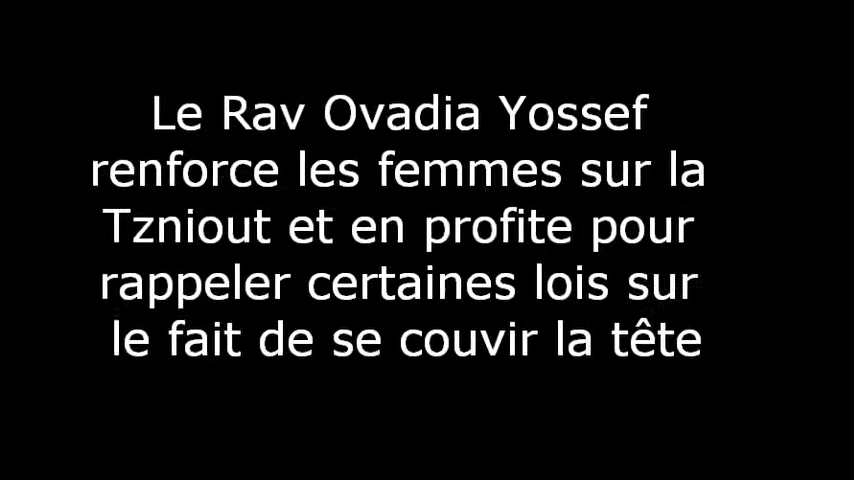 Le Rav Ovadia Yossef
renforce les femmes sur la
Tzniout et en profite pour
rappeler certaines lois sur
le fait de se couvir la tête